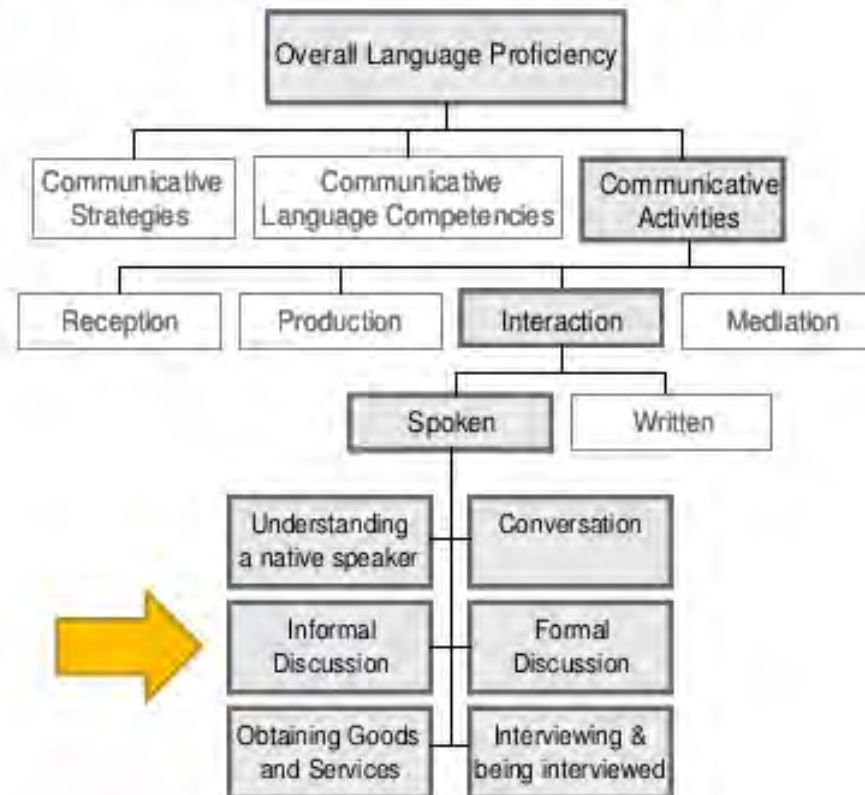 Overall Language Proficiency
Communicative
Strategies
Communicative
Language Competencies
Communicative
Activities
Reception
Production
Interaction
Mediation
Spoken
Written
Understanding
a native speaker
Conversation
Informal
Discussion
Formal
Discussion
Obtaining Goods
and Services
Interviewing &
being interviewed